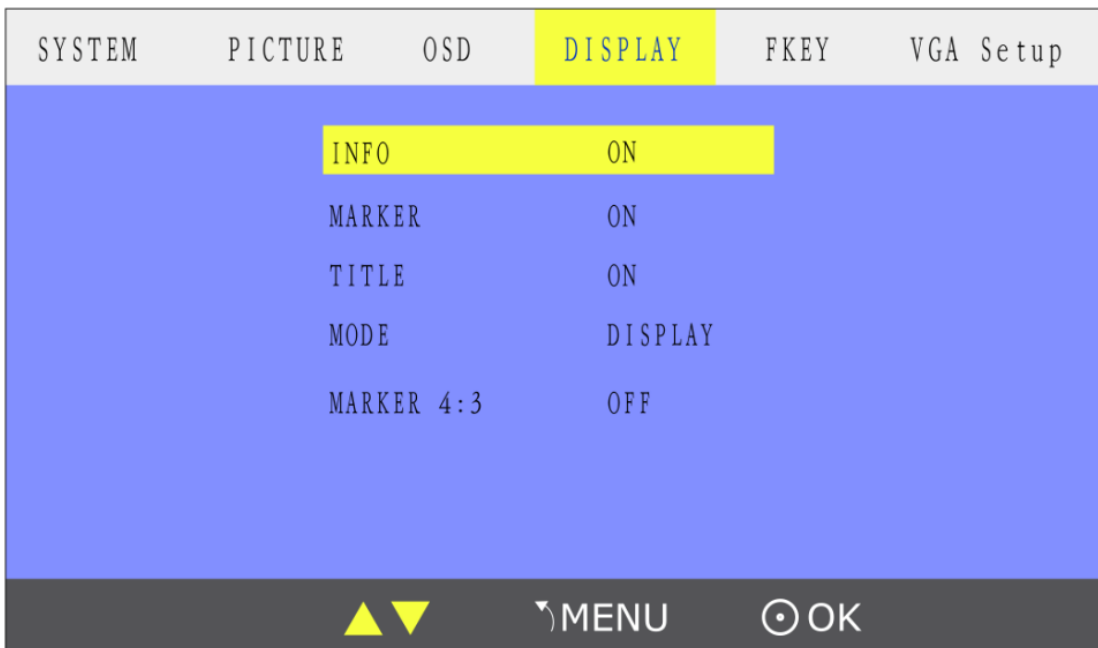 SYSTEM PICTURE OSD DISPLAY FKEY VGA Setup
INFO ON
MARKER ON
TITLE ON
MODE DISPLAY
MARKER 4:3 OFF
MENU OK